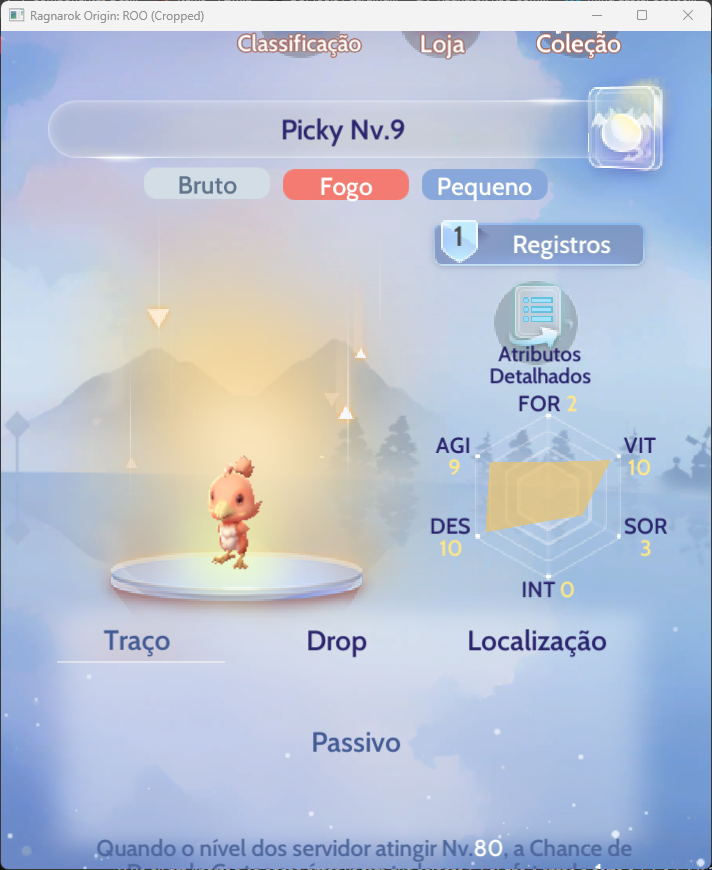 Ragnarok Origin: ROO (Cropped)
Classificação
Loja
Coleção
Picky Nv.9
Bruto
Fogo
Pequeno
1
Registros
Atributos
Detalhados
FOR 2
AGI
9
VIT
10
DES
10
SOR
3
INT 0
Traço
Drop
Localização
Passivo
Quando o nível dos servidor atingir Nv.80, a Chance de